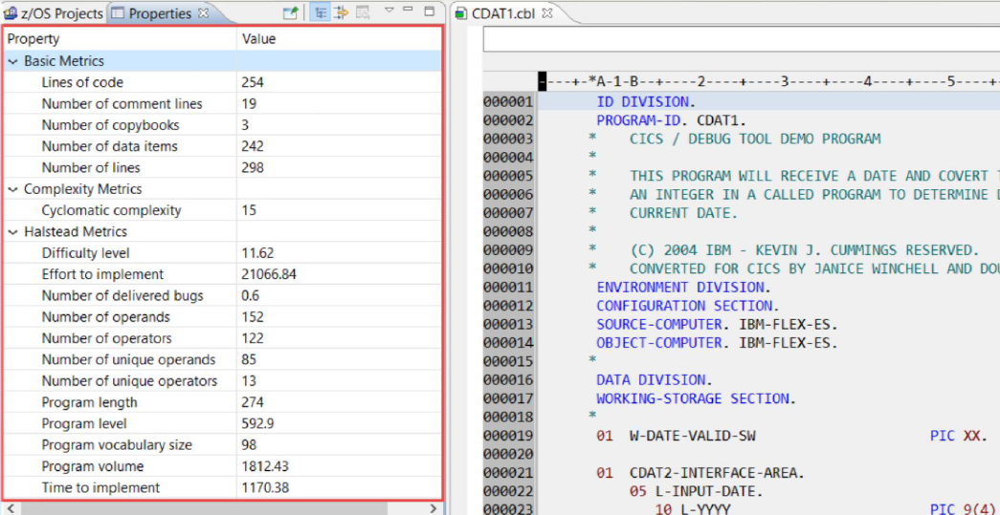 z/OS Projects Properties
Property Value
Basic Metrics
Lines of code 254
Number of comment lines 19
Number of copybooks 3
Number of data items 242
Number of lines 298
Complexity Metrics
Cyclomatic complexity 15
Halstead Metrics
Difficulty level 11.62
Effort to implement 21066.84
Number of delivered bugs 0.6
Number of operands 152
Number of operators 122
Number of unique operands 85
Number of unique operators 13
Program length 274
Program level 592.9
Program vocabulary size 98
Program volume 1812.43
Time to implement 1170.38
CDAT1.cbl
----+-*A-1-B--+----2----+----3----+----4----+----5----+-
000001 ID DIVISION.
000002 PROGRAM-ID. CDAT1.
000003 * CICS / DEBUG TOOL DEMO PROGRAM
000004 *
000005 * THIS PROGRAM WILL RECEIVE A DATE AND COVERT
000006 * AN INTEGER IN A CALLED PROGRAM TO DETERMINE
000007 * CURRENT DATE.
000008 *
000009 * (C) 2004 IBM - KEVIN J. CUMMINGS RESERVED.
000010 * CONVERTED FOR CICS BY JANICE WINCHELL AND
000011 ENVIRONMENT DIVISION.
000012 CONFIGURATION SECTION.
000013 SOURCE-COMPUTER. IBM-FLEX-ES.
000014 OBJECT-COMPUTER. IBM-FLEX-ES.
000015 *
000016 DATA DIVISION.
000017 WORKING-STORAGE SECTION.
000018 *
000019 01 W-DATE-VALID-SW PIC XX.
000020
000021 01 CDAT2-INTERFACE-AREA.
000022 05 L-INPUT-DATE.
000023 10 L-YYYY PIC 9(4)